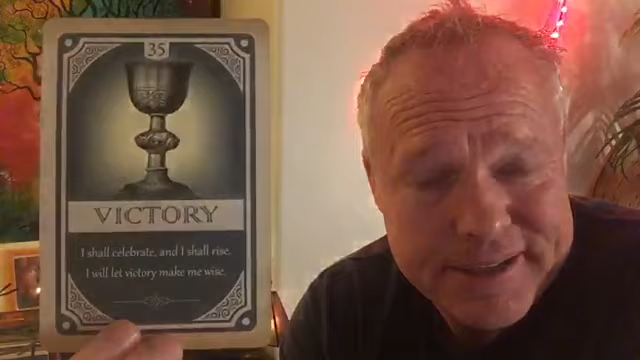 35
VICTORY
I shall celebrate, and I shall rise.
I will let victory make me wise.